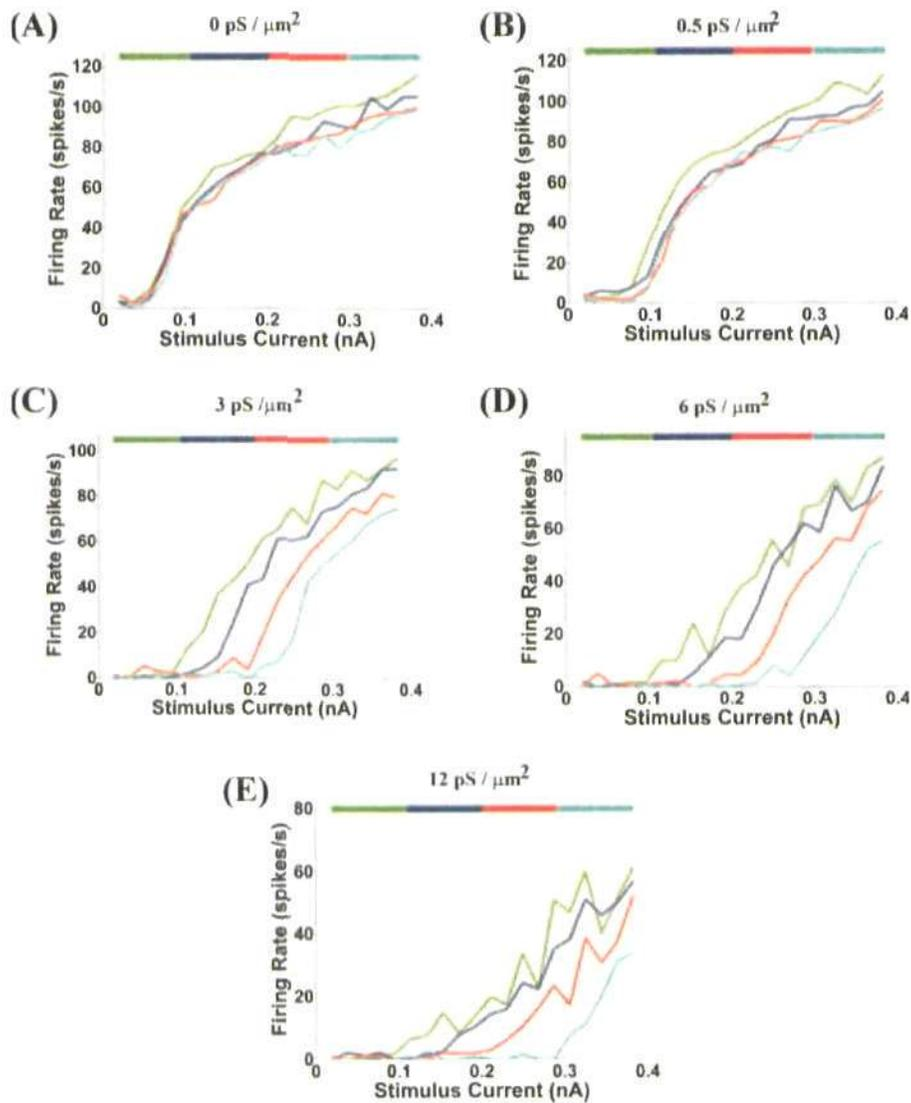 (A)
0 pS / μm²
120
100
80
60
40
20
0
Firing Rate (spikes/s)
0 0.1 0.2 0.3 0.4
Stimulus Current (nA)
(B)
0.5 pS / μm²
120
100
80
60
40
20
0
Firing Rate (spikes/s)
0 0.1 0.2 0.3 0.4
Stimulus Current (nA)
(C)
3 pS /μm²
100
80
60
40
20
0
Firing Rate (spikes/s)
0 0.1 0.2 0.3 0.4
Stimulus Current (nA)
(D)
6 pS / μm²
80
60
40
20
0
Firing Rate (spikes/s)
0 0.1 0.2 0.3 0.4
Stimulus Current (nA)
(E)
12 pS / μm²
80
60
40
20
0
Firing Rate (spikes/s)
0 0.1 0.2 0.3 0.4
Stimulus Current (nA)